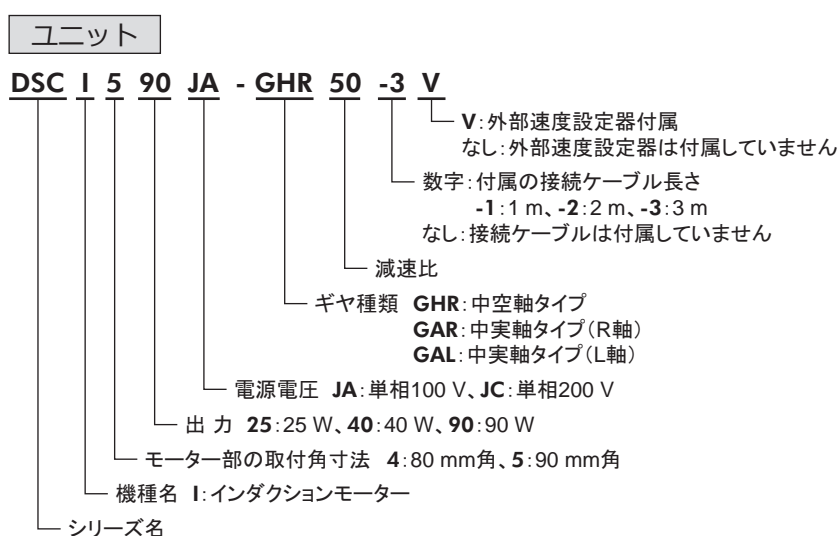 ユニット
DSC I 5 90 JA - GHR 50 -3 V
V:外部速度設定器付属
なし:外部速度設定器は付属していません
数字:付属の接続ケーブル長さ
-1:1 m、-2:2 m、-3:3 m
なし:接続ケーブルは付属していません
減速比
ギヤ種類 GHR:中空軸タイプ
GAR:中実軸タイプ(R軸)
GAL:中実軸タイプ(L軸)
電源電圧 JA:単相100 V、JC:単相200 V
出 力 25:25 W、40:40 W、90:90 W
モーター部の取付角寸法 4:80 mm角、5:90 mm角
機種名 I:インダクションモーター
シリーズ名